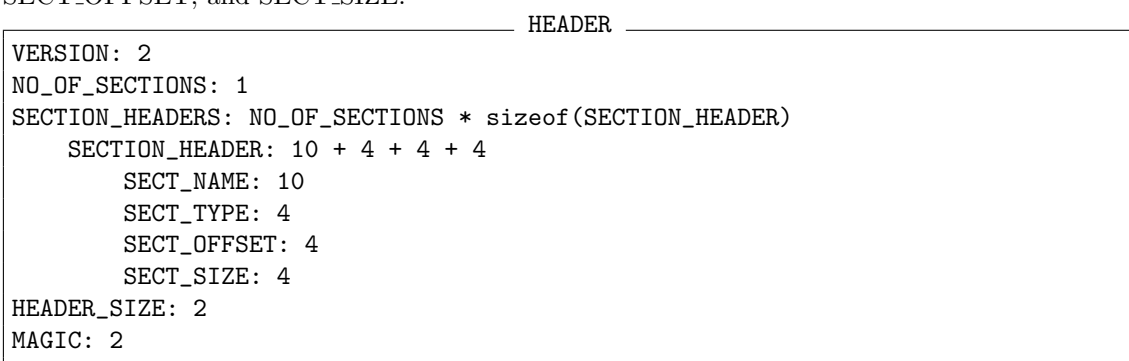 SECT_OFFSET, and SECT_SIZE.
HEADER
VERSION: 2
NO_OF_SECTIONS: 1
SECTION_HEADERS: NO_OF_SECTIONS * sizeof(SECTION_HEADER)
SECTION_HEADER: 10 + 4 + 4 + 4
SECT_NAME: 10
SECT_TYPE: 4
SECT_OFFSET: 4
SECT_SIZE: 4
HEADER_SIZE: 2
MAGIC: 2